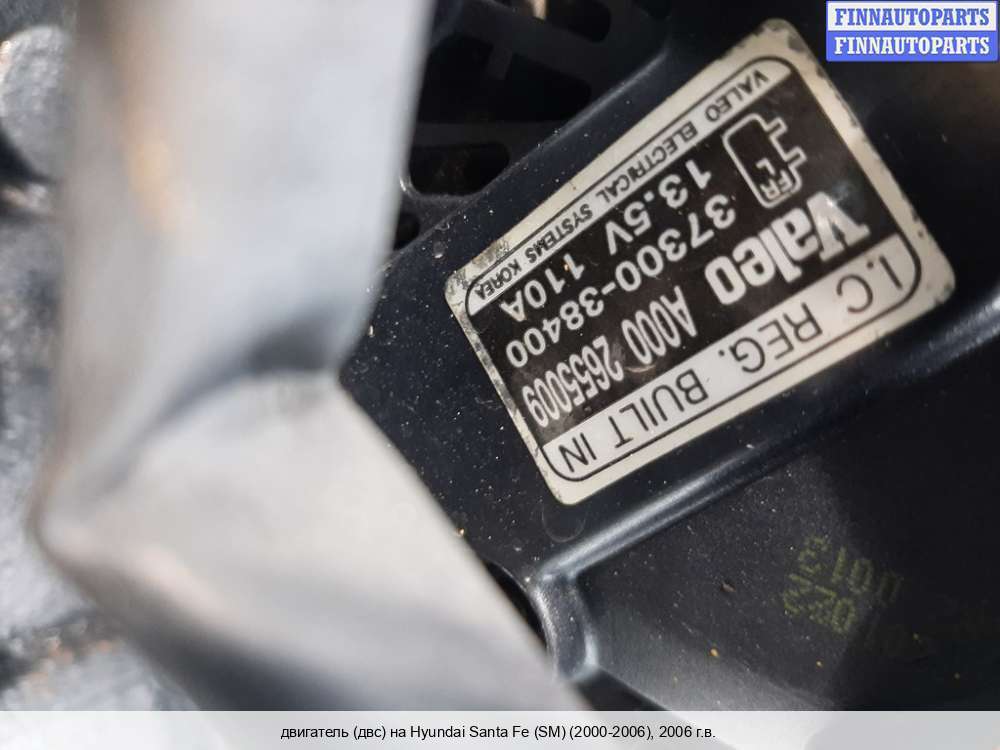 FINNAUTOPARTS
FINNAUTOPARTS
I.C REG. BUILT IN
Valeo A000 2655009
37300-38400
13.5V 110A
FR
L
VALEO ELECTRICAL SYSTEMS KOREA
двигатель (двс) на Hyundai Santa Fe (SM) (2000-2006), 2006 г.в.